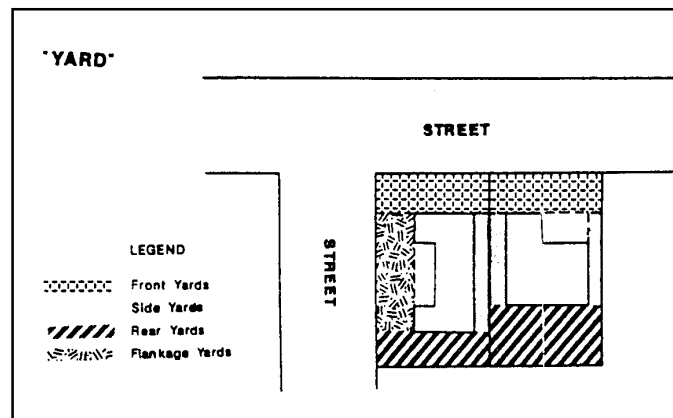 "YARD"
STREET
STREET
LEGEND
Front Yards
Side Yards
Rear Yards
Flankage Yards